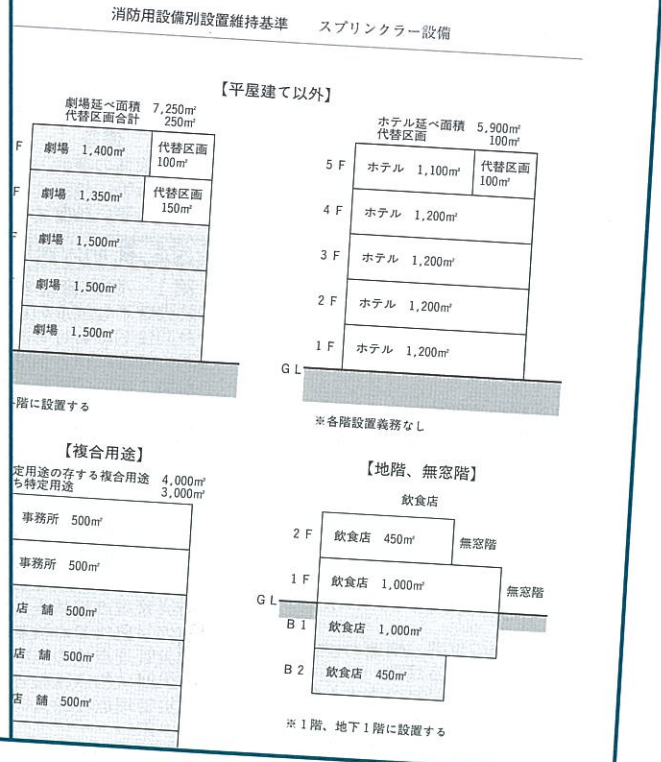 消防用設備別設置維持基準 スプリンクラー設備
【平屋建て以外】
劇場延べ面積 7,250㎡
代替区画合計 250㎡
F 劇場 1,400㎡ 代替区画 100㎡
F 劇場 1,350㎡ 代替区画 150㎡
劇場 1,500㎡
劇場 1,500㎡
劇場 1,500㎡
階に設置する
ホテル延べ面積 5,900㎡
代替区画 100㎡
5F ホテル 1,100㎡ 代替区画 100㎡
4F ホテル 1,200㎡
3F ホテル 1,200㎡
2F ホテル 1,200㎡
1F ホテル 1,200㎡
GL
※各階設置義務なし
【複合用途】
定用途の存する複合用途 4,000㎡
ち特定用途 3,000㎡
事務所 500㎡
事務所 500㎡
店舗 500㎡
店舗 500㎡
店舗 500㎡
【地階、無窓階】
飲食店
2F 飲食店 450㎡ 無窓階
1F 飲食店 1,000㎡ 無窓階
GL
B1 飲食店 1,000㎡
B2 飲食店 450㎡
※1階、地下1階に設置する